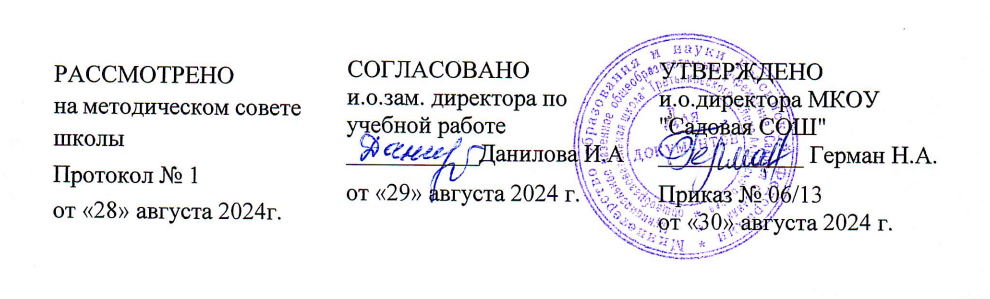 РАССМОТРЕНО
на методическом совете
школы
Протокол № 1
от «28» августа 2024г.
СОГЛАСОВАНО
и.о.зам. директора по
учебной работе
Данилова И.А
от «29» августа 2024 г.
УТВЕРЖДЕНО
и.о.директора МКОУ
"Садовая СОШ"
Герман Н.А.
Приказ № 06/13
от «30» августа 2024 г.
ДОКУМЕНТОВ